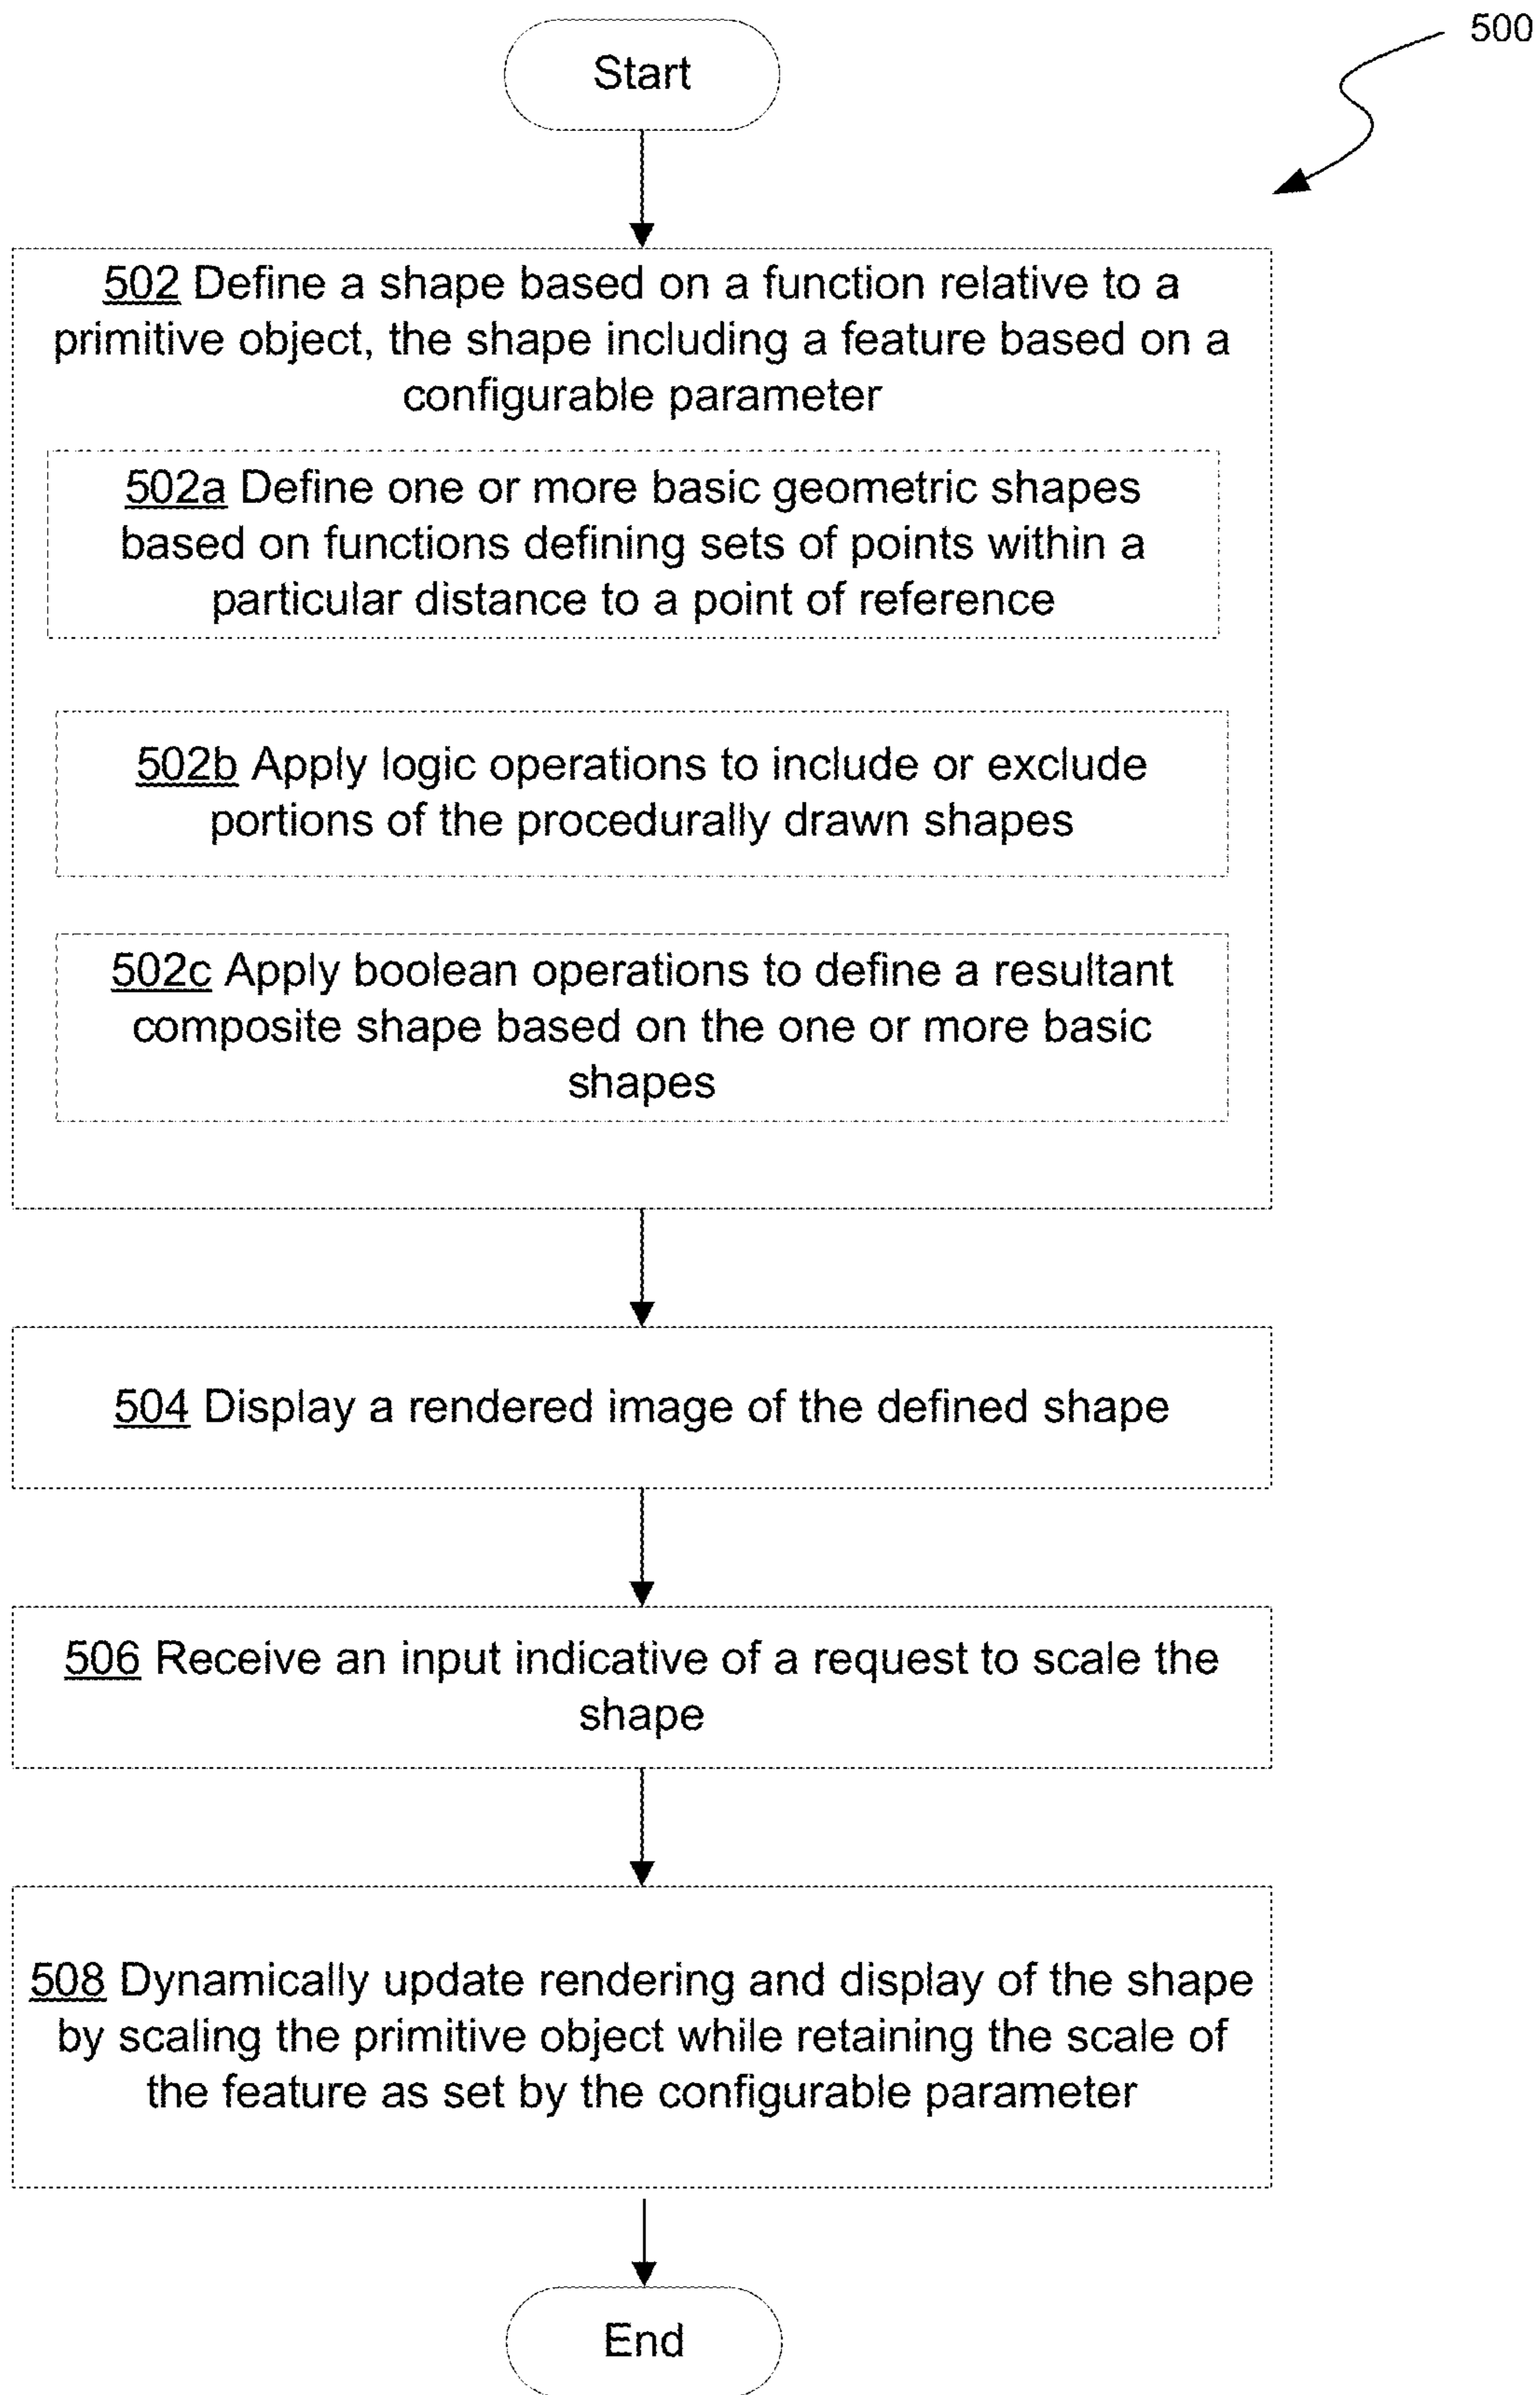 500
Start
502 Define a shape based on a function relative to a
primitive object, the shape including a feature based on a
configurable parameter
502a Define one or more basic geometric shapes
based on functions defining sets of points within a
particular distance to a point of reference
502b Apply logic operations to include or exclude
portions of the procedurally drawn shapes
502c Apply boolean operations to define a resultant
composite shape based on the one or more basic
shapes
504 Display a rendered image of the defined shape
506 Receive an input indicative of a request to scale the
shape
508 Dynamically update rendering and display of the shape
by scaling the primitive object while retaining the scale of
the feature as set by the configurable parameter
End